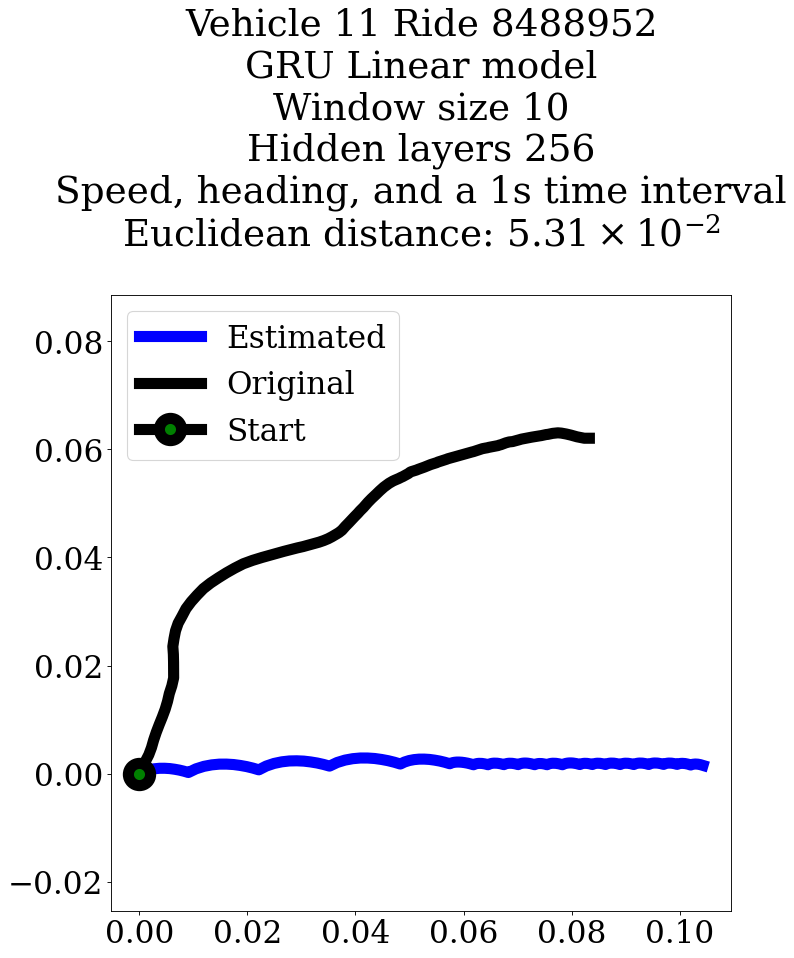 Vehicle 11 Ride 8488952
GRU Linear model
Window size 10
Hidden layers 256
Speed, heading, and a 1s time interval
Euclidean distance: 5.31 × 10⁻²
Estimated
Original
Start
0.08
0.06
0.04
0.02
0.00
−0.02
0.00 0.02 0.04 0.06 0.08 0.10